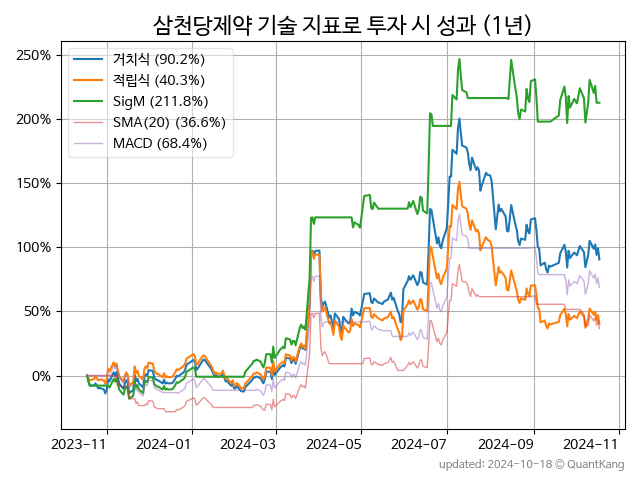 삼천당제약 기술 지표로 투자 시 성과 (1년)
250%
200%
150%
100%
50%
0%
거치식 (90.2%)
적립식 (40.3%)
SigM (211.8%)
SMA(20) (36.6%)
MACD (68.4%)
2023-11 2024-01 2024-03 2024-05 2024-07 2024-09 2024-11
updated: 2024-10-18 © QuantKang